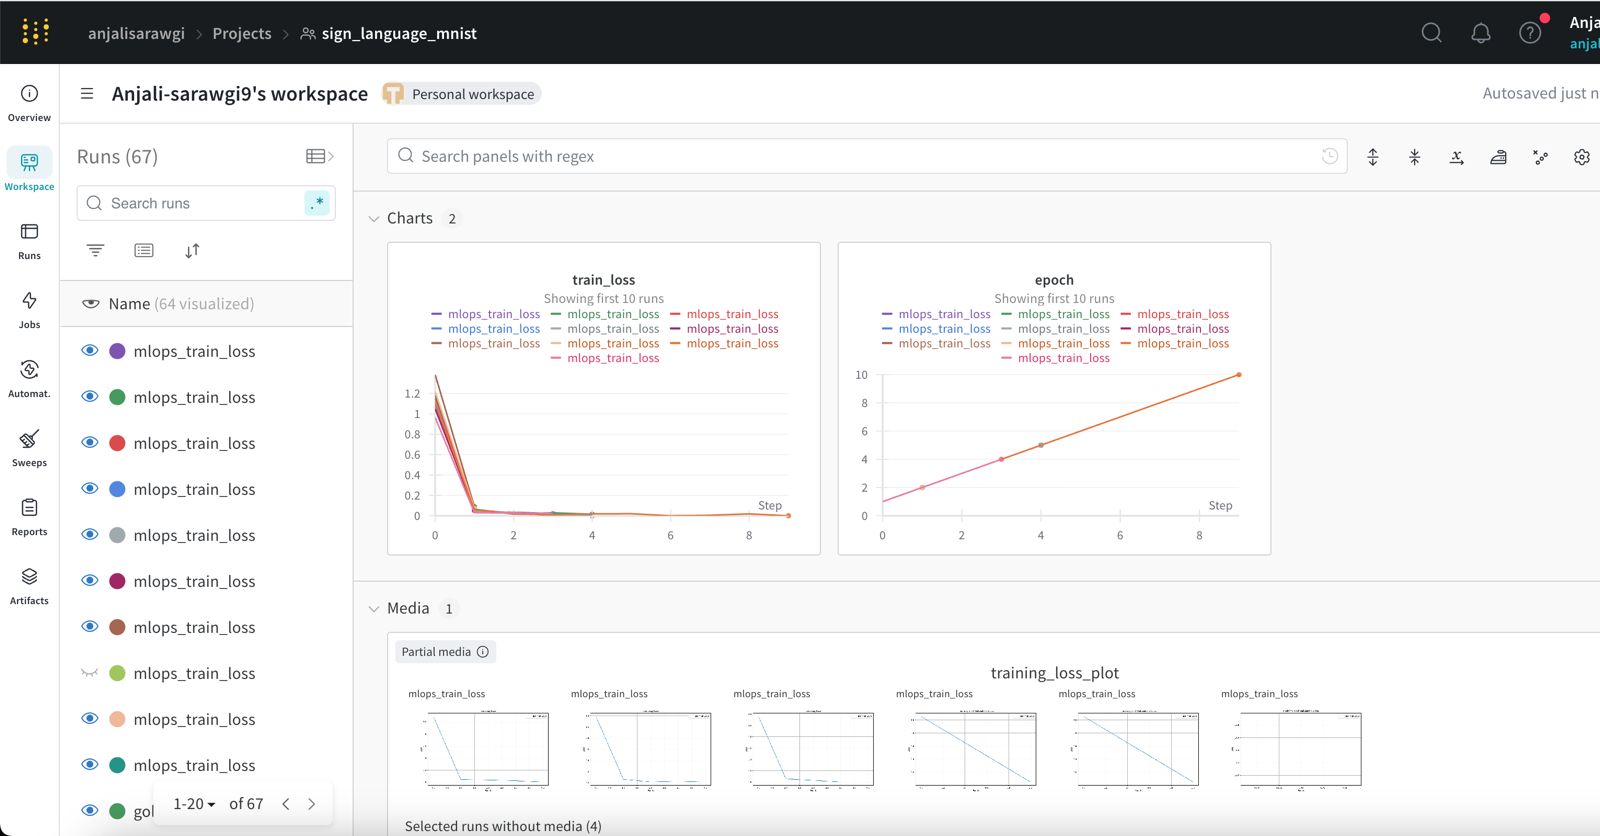 anjalisarawgi > Projects > sign_language_mnist
Anja
anjal
Anjali-sarawgi9's workspace
Personal workspace
Autosaved just n
Overview
Workspace
Runs
Jobs
Automat.
Sweeps
Reports
Artifacts
Runs (67)
Search runs
.*
Name (64 visualized)
mlops_train_loss
mlops_train_loss
mlops_train_loss
mlops_train_loss
mlops_train_loss
mlops_train_loss
mlops_train_loss
mlops_train_loss
mlops_train_loss
mlops_train_loss
gol
1-20 of 67
Search panels with regex
Charts 2
train_loss
Showing first 10 runs
mlops_train_loss mlops_train_loss mlops_train_loss
mlops_train_loss mlops_train_loss mlops_train_loss
mlops_train_loss mlops_train_loss mlops_train_loss
mlops_train_loss
1.2
1
0.8
0.6
0.4
0.2
0
Step
0 2 4 6 8
epoch
Showing first 10 runs
mlops_train_loss mlops_train_loss mlops_train_loss
mlops_train_loss mlops_train_loss mlops_train_loss
mlops_train_loss mlops_train_loss mlops_train_loss
mlops_train_loss
10
8
6
4
2
0
Step
0 2 4 6 8
Media 1
Partial media
training_loss_plot
mlops_train_loss mlops_train_loss mlops_train_loss mlops_train_loss mlops_train_loss mlops_train_loss
Selected runs without media (4)